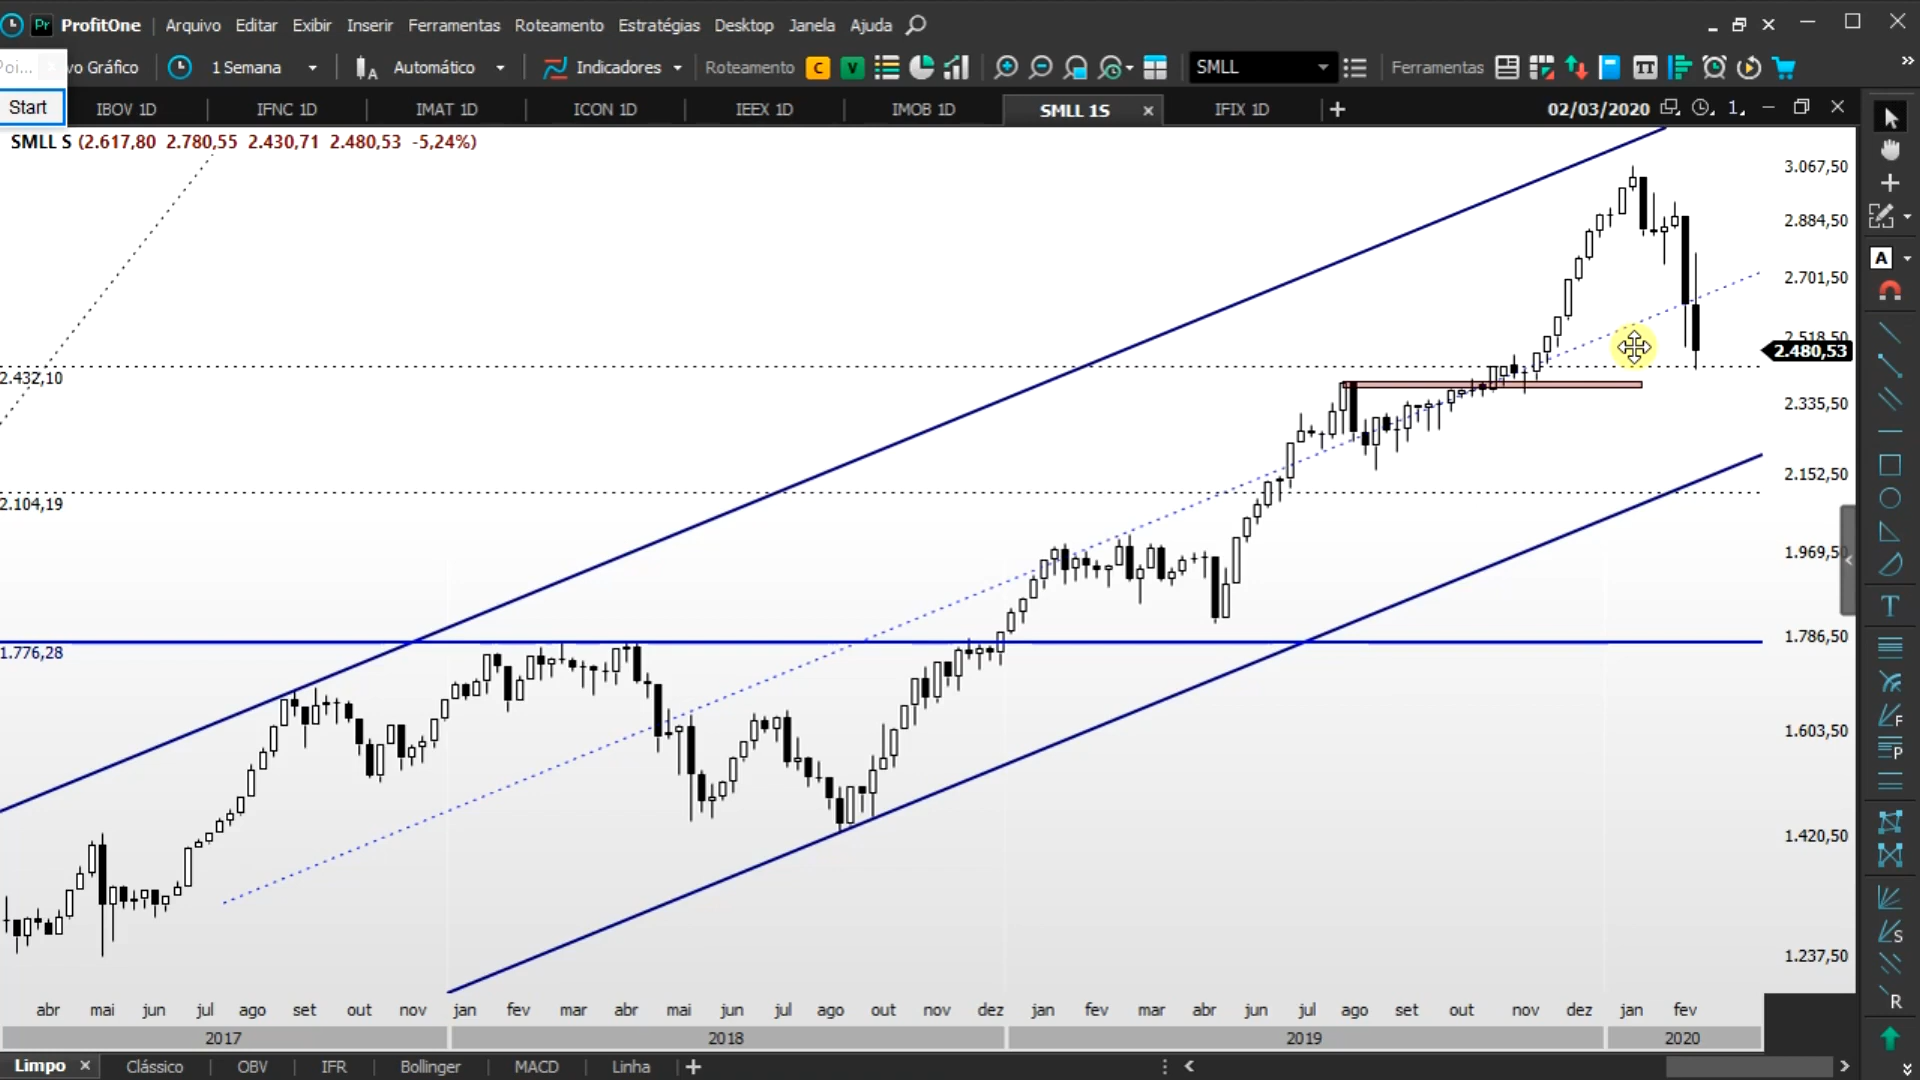 Pr ProfitOne Arquivo Editar Exibir Inserir Ferramentas Roteamento Estratégias Desktop Janela Ajuda
vo Gráfico 1 Semana Automático Indicadores Roteamento C V SMLL Ferramentas
Start IBOV 1D IFNC 1D IMAT 1D ICON 1D IEEX 1D IMOB 1D SMLL 1S IFIX 1D 02/03/2020
SMLL S (2.617,80 2.780,55 2.430,71 2.480,53 -5,24%)
3.067,50
2.884,50
2.701,50
2.518,50
2.480,53
2.432,10
2.335,50
2.152,50
2.104,19
1.969,50
1.786,50
1.776,28
1.603,50
1.420,50
1.237,50
abr mai jun jul ago set out nov jan fev mar abr mai jun jul ago out nov dez jan fev mar abr jun jul ago set out nov dez jan fev
2017 2018 2019 2020
Limpo Clássico OBV IFR Bollinger MACD Linha
A
T
F
P
S
R